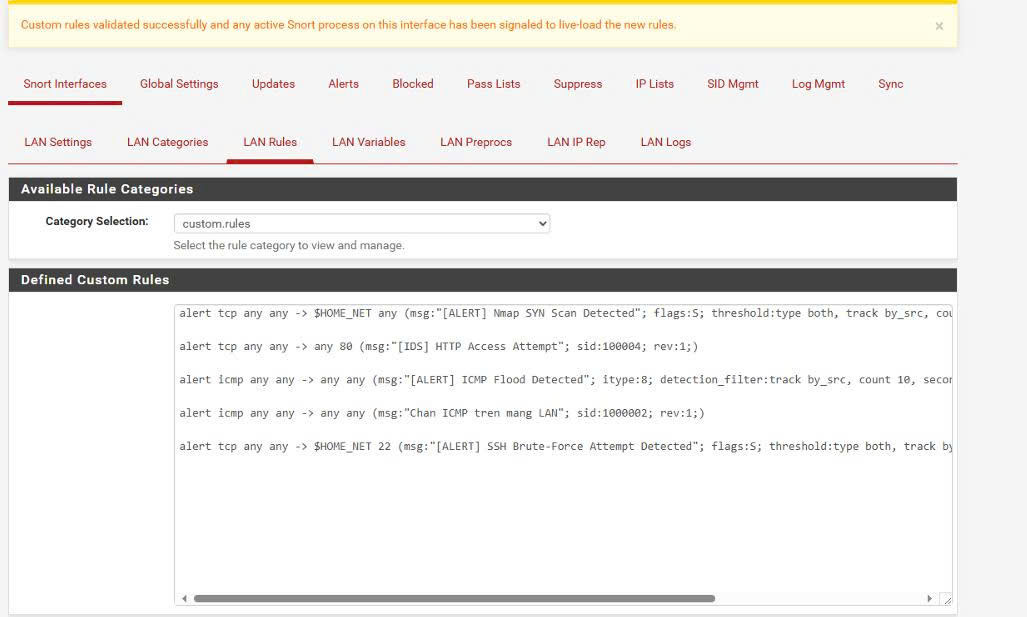 Custom rules validated successfully and any active Snort process on this interface has been signaled to live-load the new rules. ×
Snort Interfaces Global Settings Updates Alerts Blocked Pass Lists Suppress IP Lists SID Mgmt Log Mgmt Sync
LAN Settings LAN Categories LAN Rules LAN Variables LAN Preprocs LAN IP Rep LAN Logs
Available Rule Categories
Category Selection: custom.rules
Select the rule category to view and manage.
Defined Custom Rules
alert tcp any any -> $HOME_NET any (msg:"[ALERT] Nmap SYN Scan Detected"; flags:S; threshold:type both, track by_src, cou
alert tcp any any -> any 80 (msg:"[IDS] HTTP Access Attempt"; sid:100004; rev:1;)
alert icmp any any -> any any (msg:"[ALERT] ICMP Flood Detected"; itype:8; detection_filter:track by_src, count 10, secon
alert icmp any any -> any any (msg:"Chan ICMP tren mang LAN"; sid:1000002; rev:1;)
alert tcp any any -> $HOME_NET 22 (msg:"[ALERT] SSH Brute-Force Attempt Detected"; flags:S; threshold:type both, track by